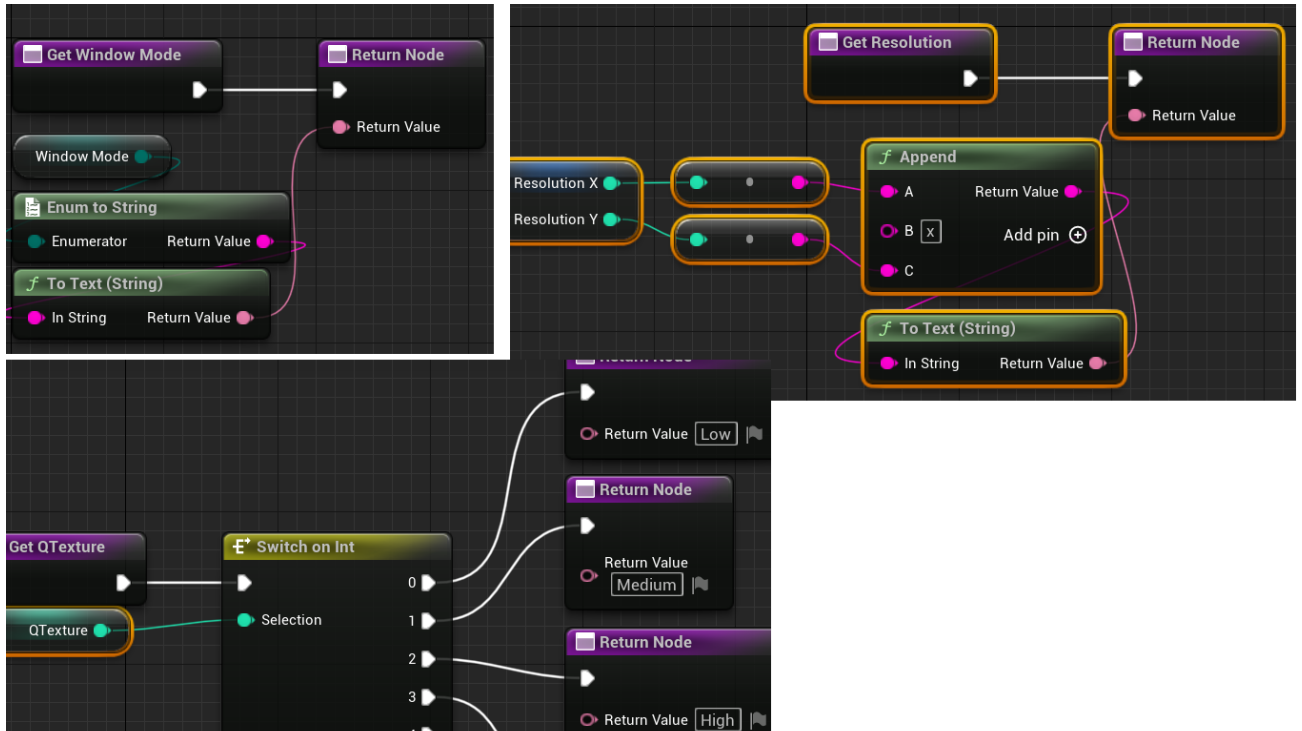 Get Window Mode
Return Node
Return Value
Window Mode
Enum to String
Enumerator Return Value
f To Text (String)
In String Return Value
Get Resolution
Return Node
Return Value
Resolution X
Resolution Y
f Append
A Return Value
B x Add pin
C
f To Text (String)
In String Return Value
Return Node
Return Value Low
Get QTexture
QTexture
Switch on Int
0
Selection
1
2
3
Return Node
Return Value
Medium
Return Node
Return Value High